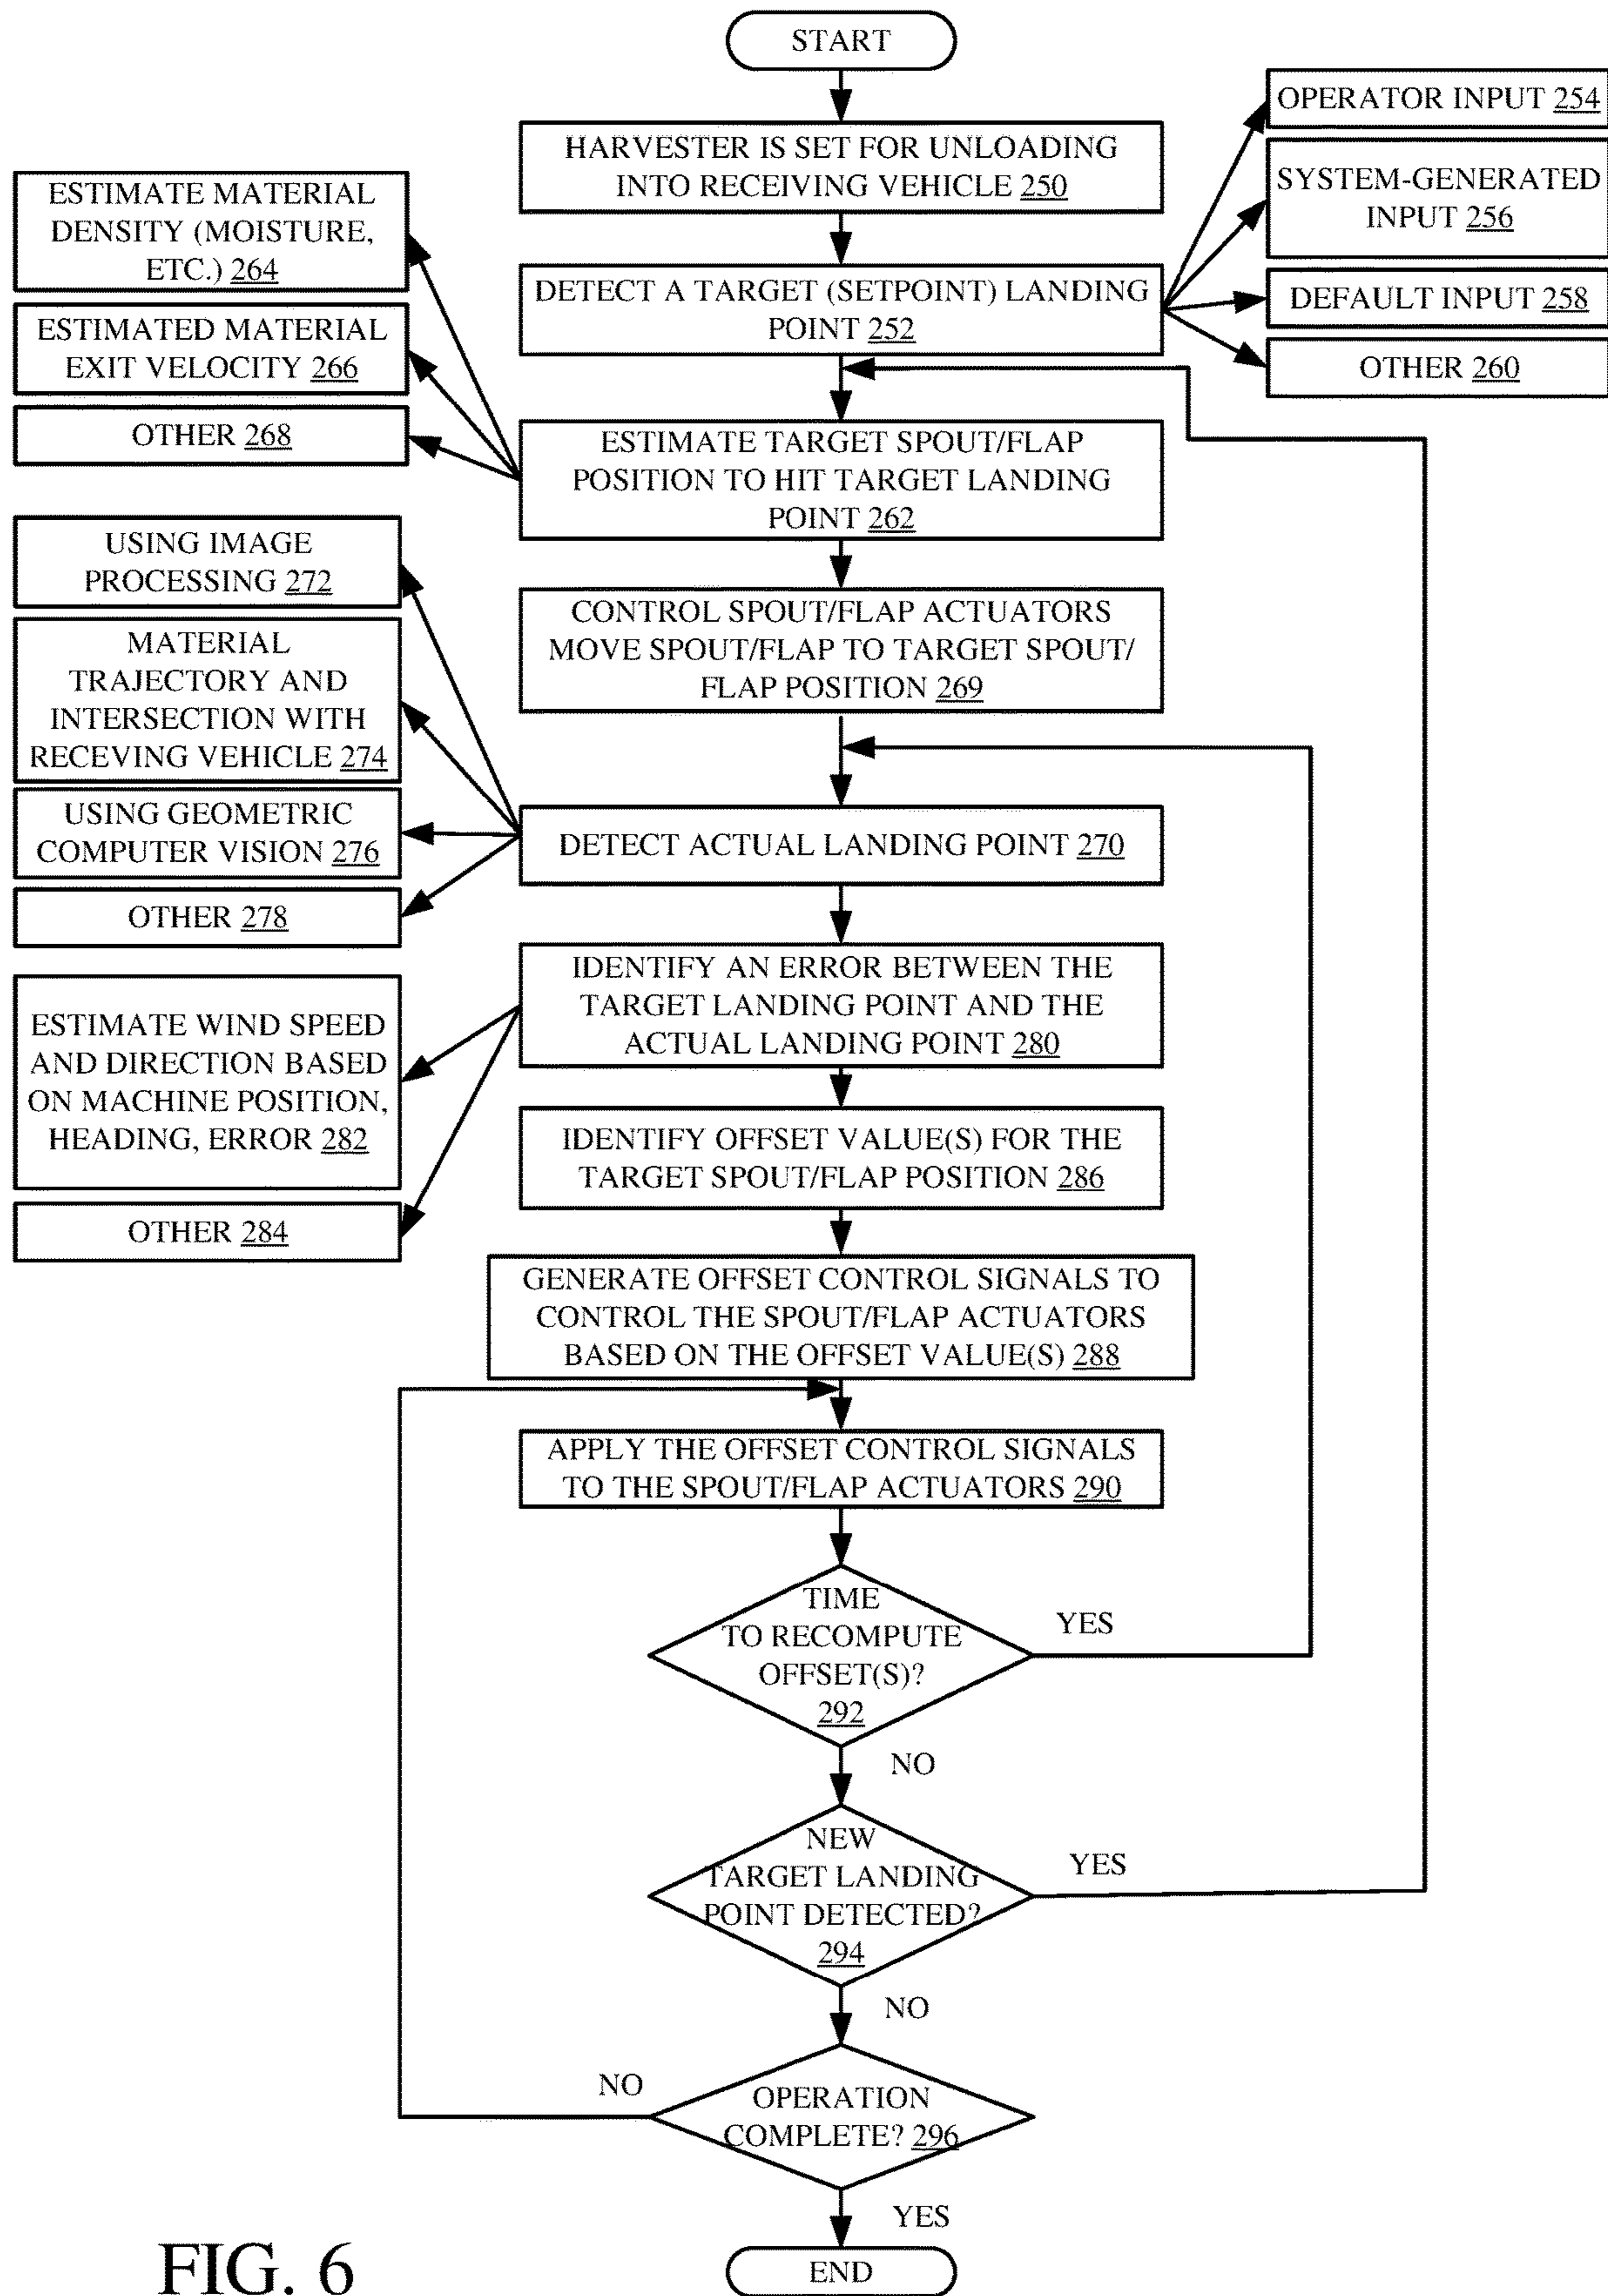 START
HARVESTER IS SET FOR UNLOADING
INTO RECEIVING VEHICLE 250
OPERATOR INPUT 254
SYSTEM-GENERATED
INPUT 256
DEFAULT INPUT 258
OTHER 260
DETECT A TARGET (SETPOINT) LANDING
POINT 252
ESTIMATE MATERIAL
DENSITY (MOISTURE,
ETC.) 264
ESTIMATED MATERIAL
EXIT VELOCITY 266
OTHER 268
ESTIMATE TARGET SPOUT/FLAP
POSITION TO HIT TARGET LANDING
POINT 262
CONTROL SPOUT/FLAP ACTUATORS
MOVE SPOUT/FLAP TO TARGET SPOUT/
FLAP POSITION 269
USING IMAGE
PROCESSING 272
MATERIAL
TRAJECTORY AND
INTERSECTION WITH
RECEVING VEHICLE 274
USING GEOMETRIC
COMPUTER VISION 276
OTHER 278
DETECT ACTUAL LANDING POINT 270
IDENTIFY AN ERROR BETWEEN THE
TARGET LANDING POINT AND THE
ACTUAL LANDING POINT 280
ESTIMATE WIND SPEED
AND DIRECTION BASED
ON MACHINE POSITION,
HEADING, ERROR 282
OTHER 284
IDENTIFY OFFSET VALUE(S) FOR THE
TARGET SPOUT/FLAP POSITION 286
GENERATE OFFSET CONTROL SIGNALS TO
CONTROL THE SPOUT/FLAP ACTUATORS
BASED ON THE OFFSET VALUE(S) 288
APPLY THE OFFSET CONTROL SIGNALS
TO THE SPOUT/FLAP ACTUATORS 290
TIME
TO RECOMPUTE
OFFSET(S)?
292
YES
NO
NEW
TARGET LANDING
POINT DETECTED?
294
YES
NO
OPERATION
COMPLETE? 296
NO
YES
END
FIG. 6